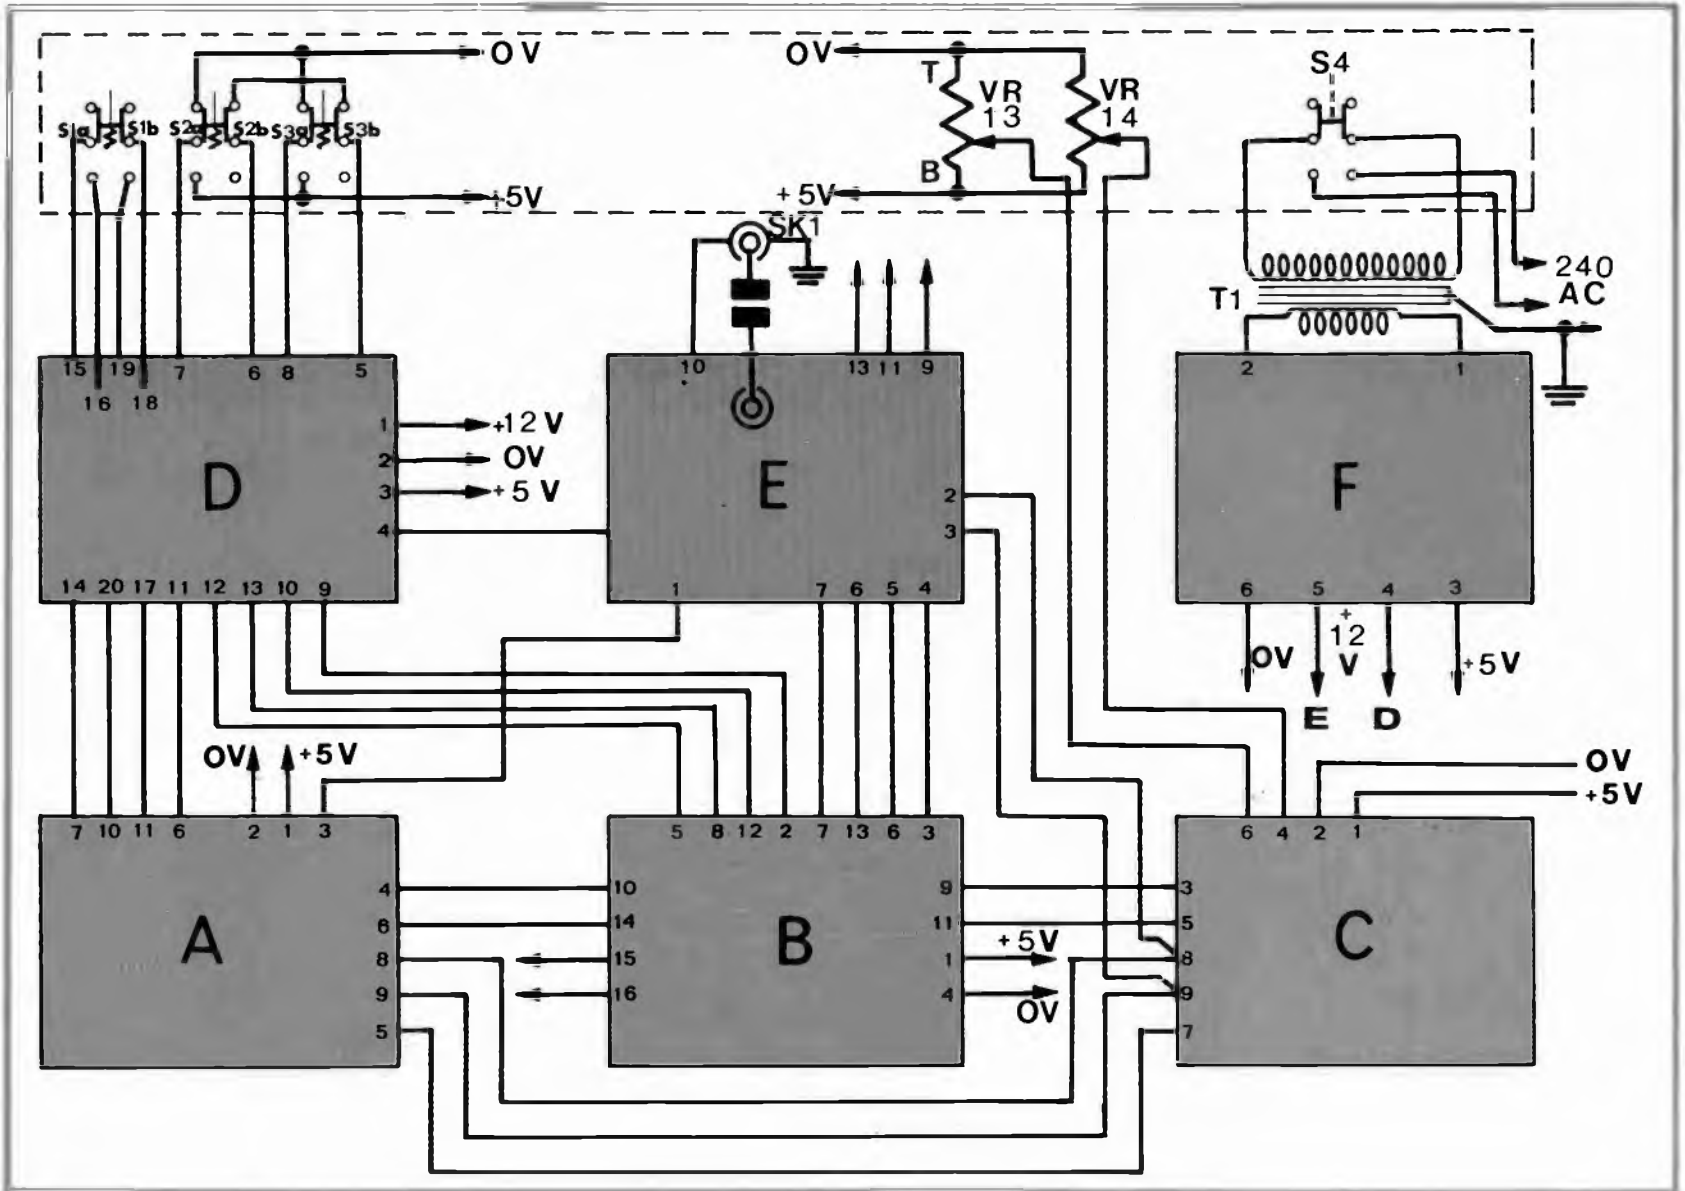 0V
0V
T
VR 13
VR 14
S4
S1a S1b S2a S2b S3a S3b
B
+5V
+5V
SK1
240 AC
T1
15 19 7 6 8 5
16 18
10 13 11 9
2 1
1 +12 V
2 0V
3 +5 V
4
D
E
2
3
F
14 20 17 11 12 13 10 9
1 7 6 5 4
6 5 4 3
0V
+12 V
+5V
E D
0V +5V
0V
+5V
7 10 11 6 2 1 3
5 8 12 2 7 13 6 3
6 4 2 1
4 10 9 3
6 14 11 5
A
B
C
8 15 1 +5V 8
9 16 4 0V 9
5 7